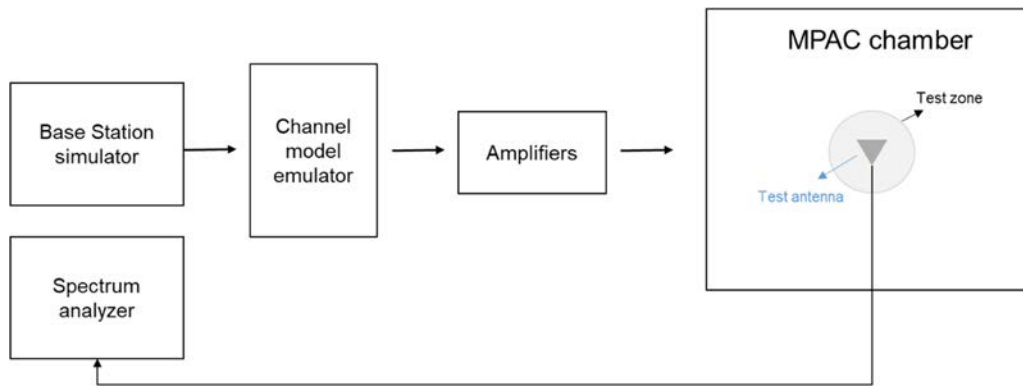 MPAC chamber
Test zone
Test antenna
Base Station
simulator
Channel
model
emulator
Amplifiers
Spectrum
analyzer